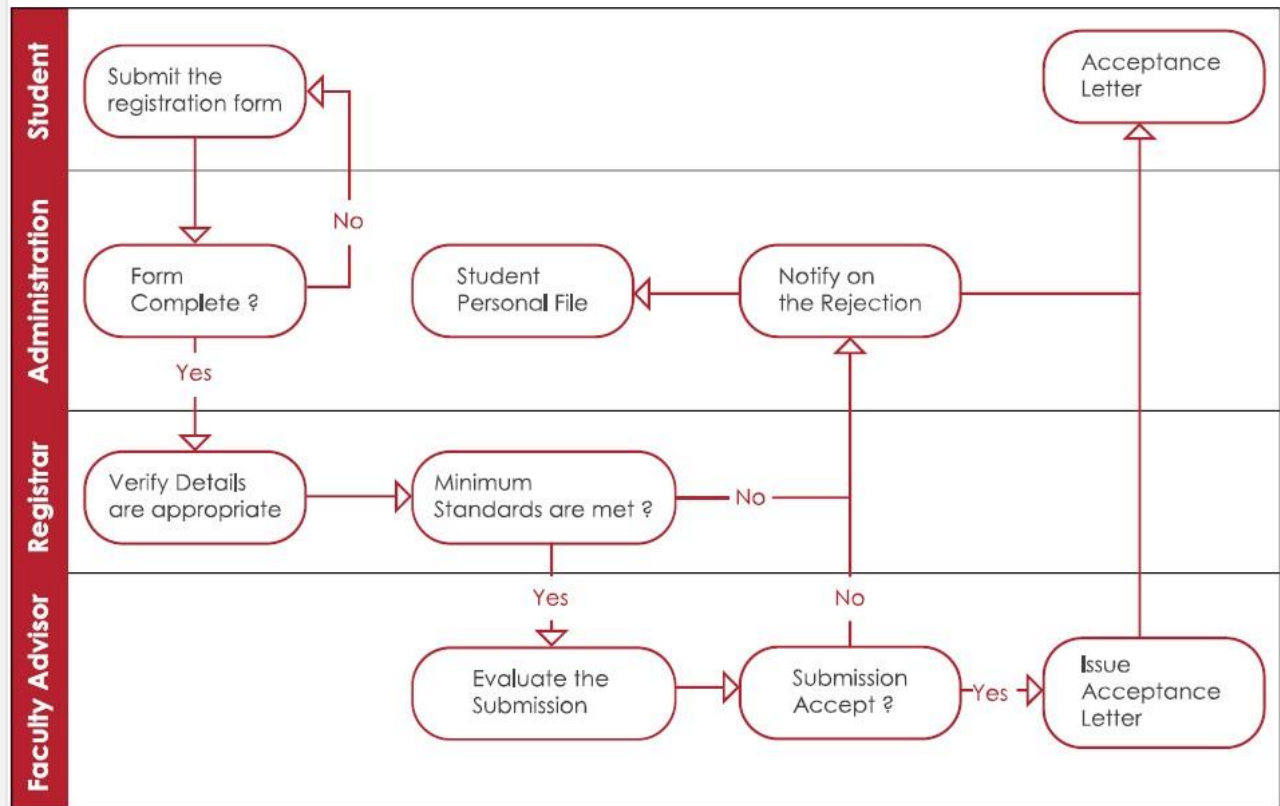 Student
Submit the
registration form
Acceptance
Letter
No
Administration
Form
Complete ?
Student
Personal File
Notify on
the Rejection
Yes
Registrar
Verify Details
are appropriate
Minimum
Standards are met ?
No
Faculty Advisor
Yes
No
Evaluate the
Submission
Submission
Accept ?
Yes
Issue
Acceptance
Letter